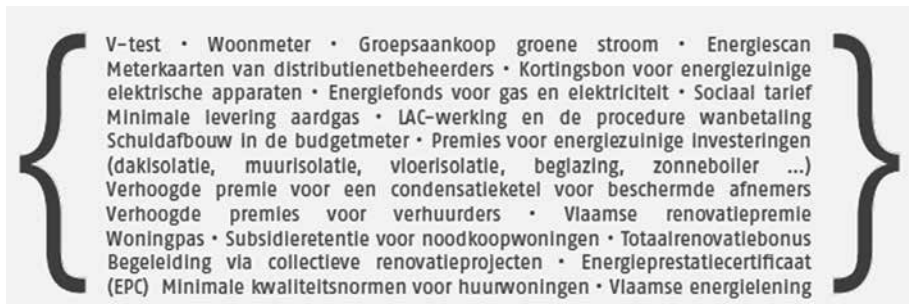 V-test • Woonmeter • Groepsaankoop groene stroom • Energiescan
Meterkaarten van distributienetbeheerders • Kortingsbon voor energiezuinige
elektrische apparaten • Energiefonds voor gas en elektriciteit • Sociaal tarief
Minimale levering aardgas • LAC-werking en de procedure wanbetaling
Schuldafbouw in de budgetmeter • Premies voor energiezuinige investeringen
(dakisolatie, muurisolatie, vloerisolatie, beglazing, zonneboiler ...)
Verhoogde premie voor een condensatieketel voor beschermde afnemers
Verhoogde premies voor verhuurders • Vlaamse renovatiepremie
Woningpas • Subsidieretentie voor noodkoopwoningen • Totaalrenovatiebonus
Begeleiding via collectieve renovatieprojecten • Energieprestatiecertificaat
(EPC) Minimale kwaliteitsnormen voor huurwoningen • Vlaamse energielening